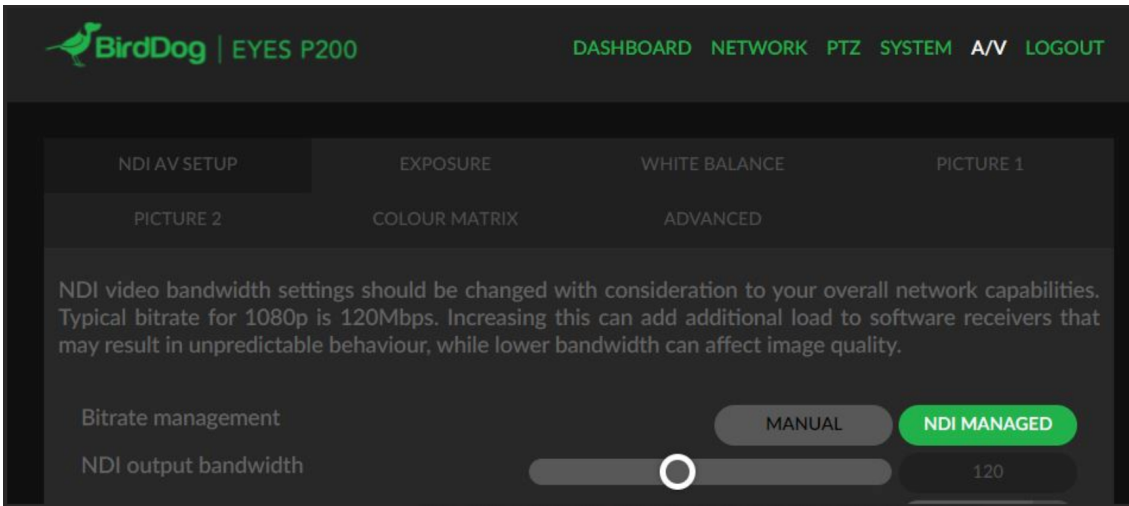 BirdDog | EYES P200
DASHBOARD NETWORK PTZ SYSTEM A/V LOGOUT
NDI AV SETUP EXPOSURE WHITE BALANCE PICTURE 1
PICTURE 2 COLOUR MATRIX ADVANCED
NDI video bandwidth settings should be changed with consideration to your overall network capabilities.
Typical bitrate for 1080p is 120Mbps. Increasing this can add additional load to software receivers that
may result in unpredictable behaviour, while lower bandwidth can affect image quality.
Bitrate management MANUAL NDI MANAGED
NDI output bandwidth 120